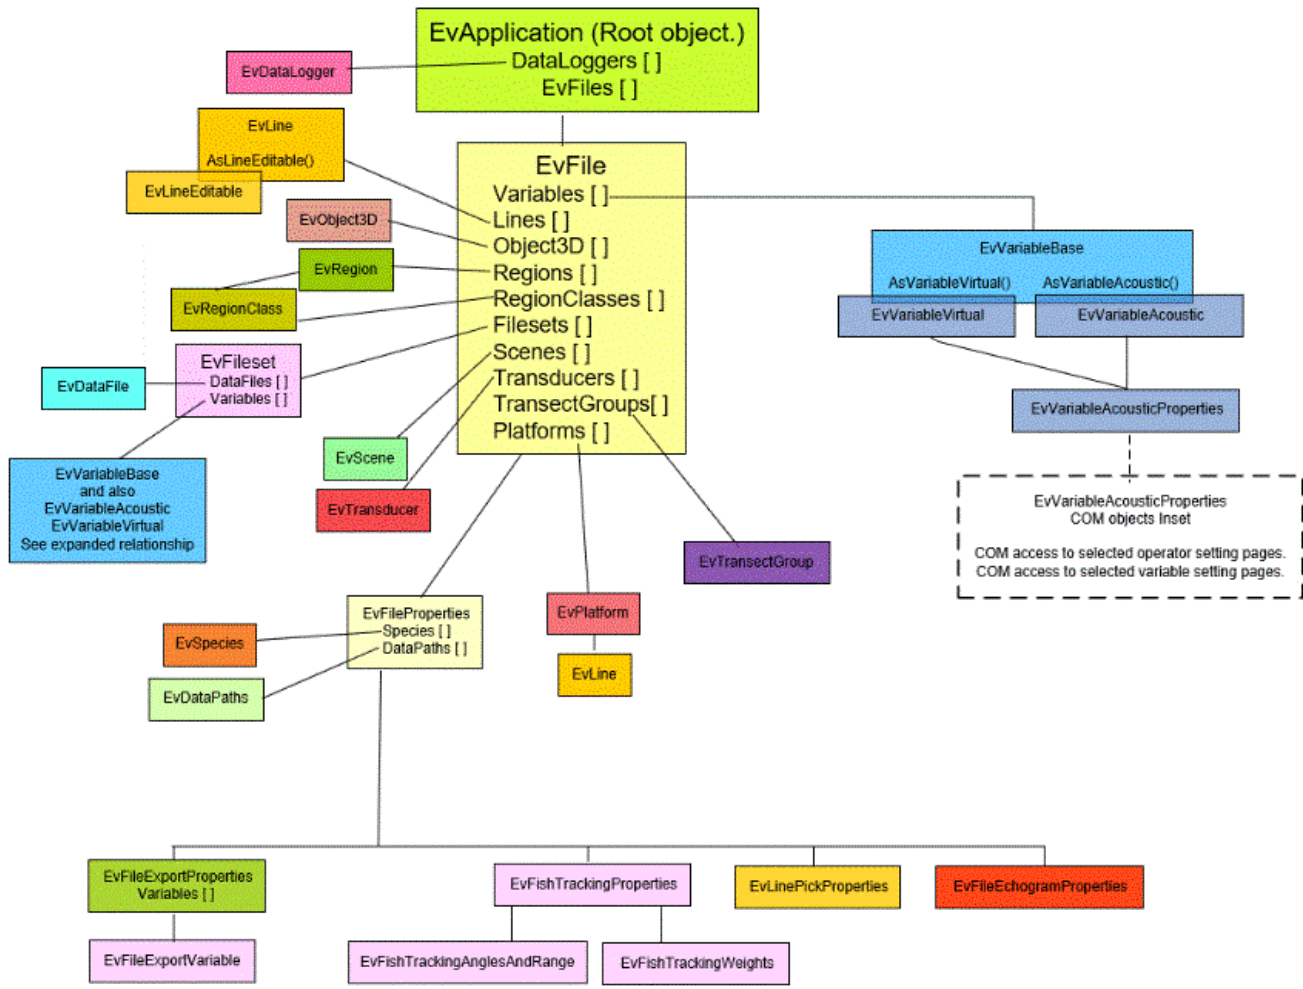 EvApplication (Root object.)
DataLoggers [ ]
EvFiles [ ]
EvDataLogger
EvLine
AsLineEditable()
EvLineEditable
EvFile
Variables [ ]
Lines [ ]
Object3D [ ]
Regions [ ]
RegionClasses [ ]
Filesets [ ]
Scenes [ ]
Transducers [ ]
TransectGroups[ ]
Platforms [ ]
EvObject3D
EvRegion
EvRegionClass
EvFileset
DataFiles [ ]
Variables [ ]
EvDataFile
EvVariableBase
and also
EvVariableAcoustic
EvVariableVirtual
See expanded relationship
EvScene
EvTransducer
EvVariableBase
AsVariableVirtual() AsVariableAcoustic()
EvVariableVirtual
EvVariableAcoustic
EvVariableAcousticProperties
EvVariableAcousticProperties
COM objects Inset
COM access to selected operator setting pages.
COM access to selected variable setting pages.
EvTransectGroup
EvFileProperties
Species [ ]
DataPaths [ ]
EvSpecies
EvDataPaths
EvPlatform
EvLine
EvFileExportProperties
Variables [ ]
EvFileExportVariable
EvFishTrackingProperties
EvFishTrackingAnglesAndRange
EvFishTrackingWeights
EvLinePickProperties
EvFileEchogramProperties